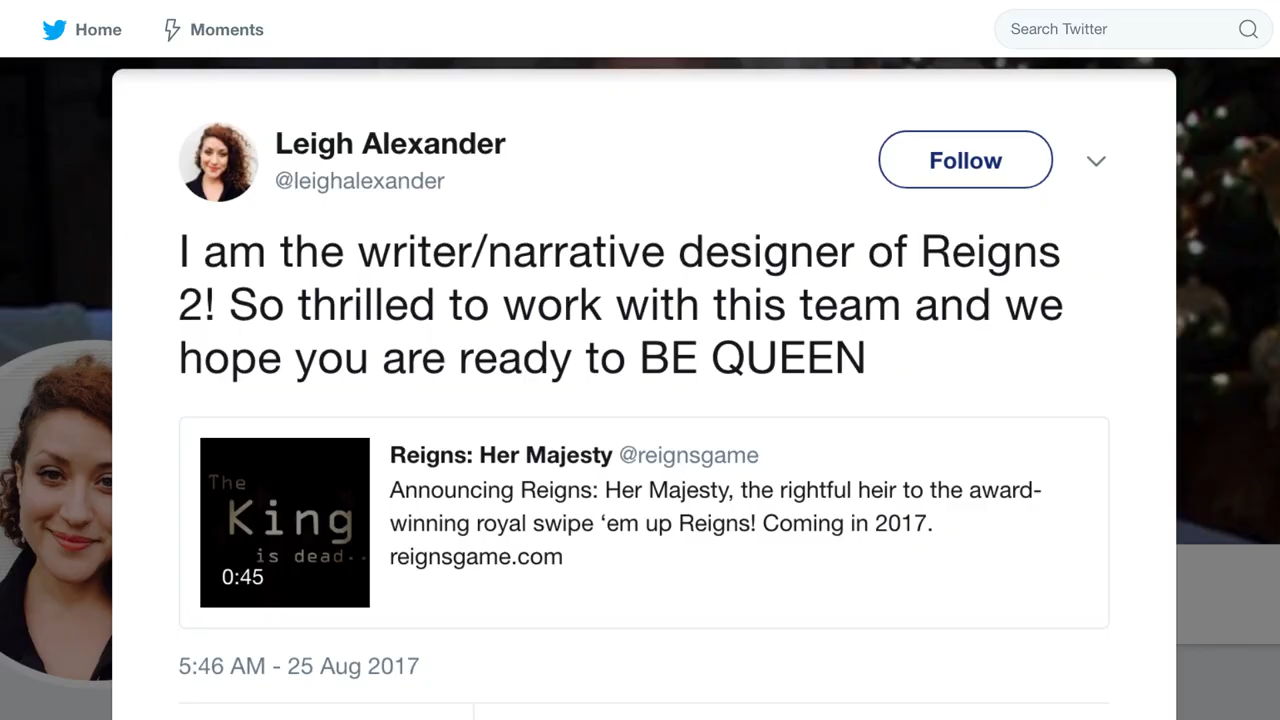 Home
Moments
Search Twitter
Leigh Alexander
@leighalexander
Follow
I am the writer/narrative designer of Reigns
2! So thrilled to work with this team and we
hope you are ready to BE QUEEN
The
King
is dead..
0:45
Reigns: Her Majesty @reignsgame
Announcing Reigns: Her Majesty, the rightful heir to the award-
winning royal swipe ‘em up Reigns! Coming in 2017.
reignsgame.com
5:46 AM - 25 Aug 2017